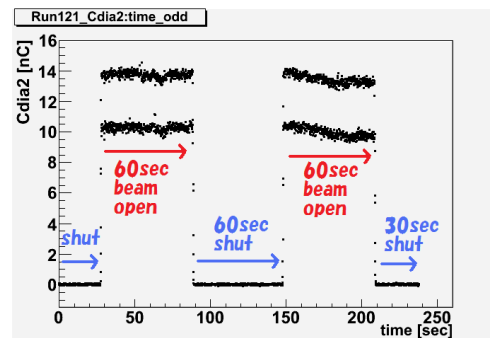 Run121_Cdia2:time_odd
Cdia2 [nC]
16
14
12
10
8
6
4
2
0
60sec
beam
open
60sec
beam
open
shut
60sec
shut
30sec
shut
0 50 100 150 200 250
time [sec]